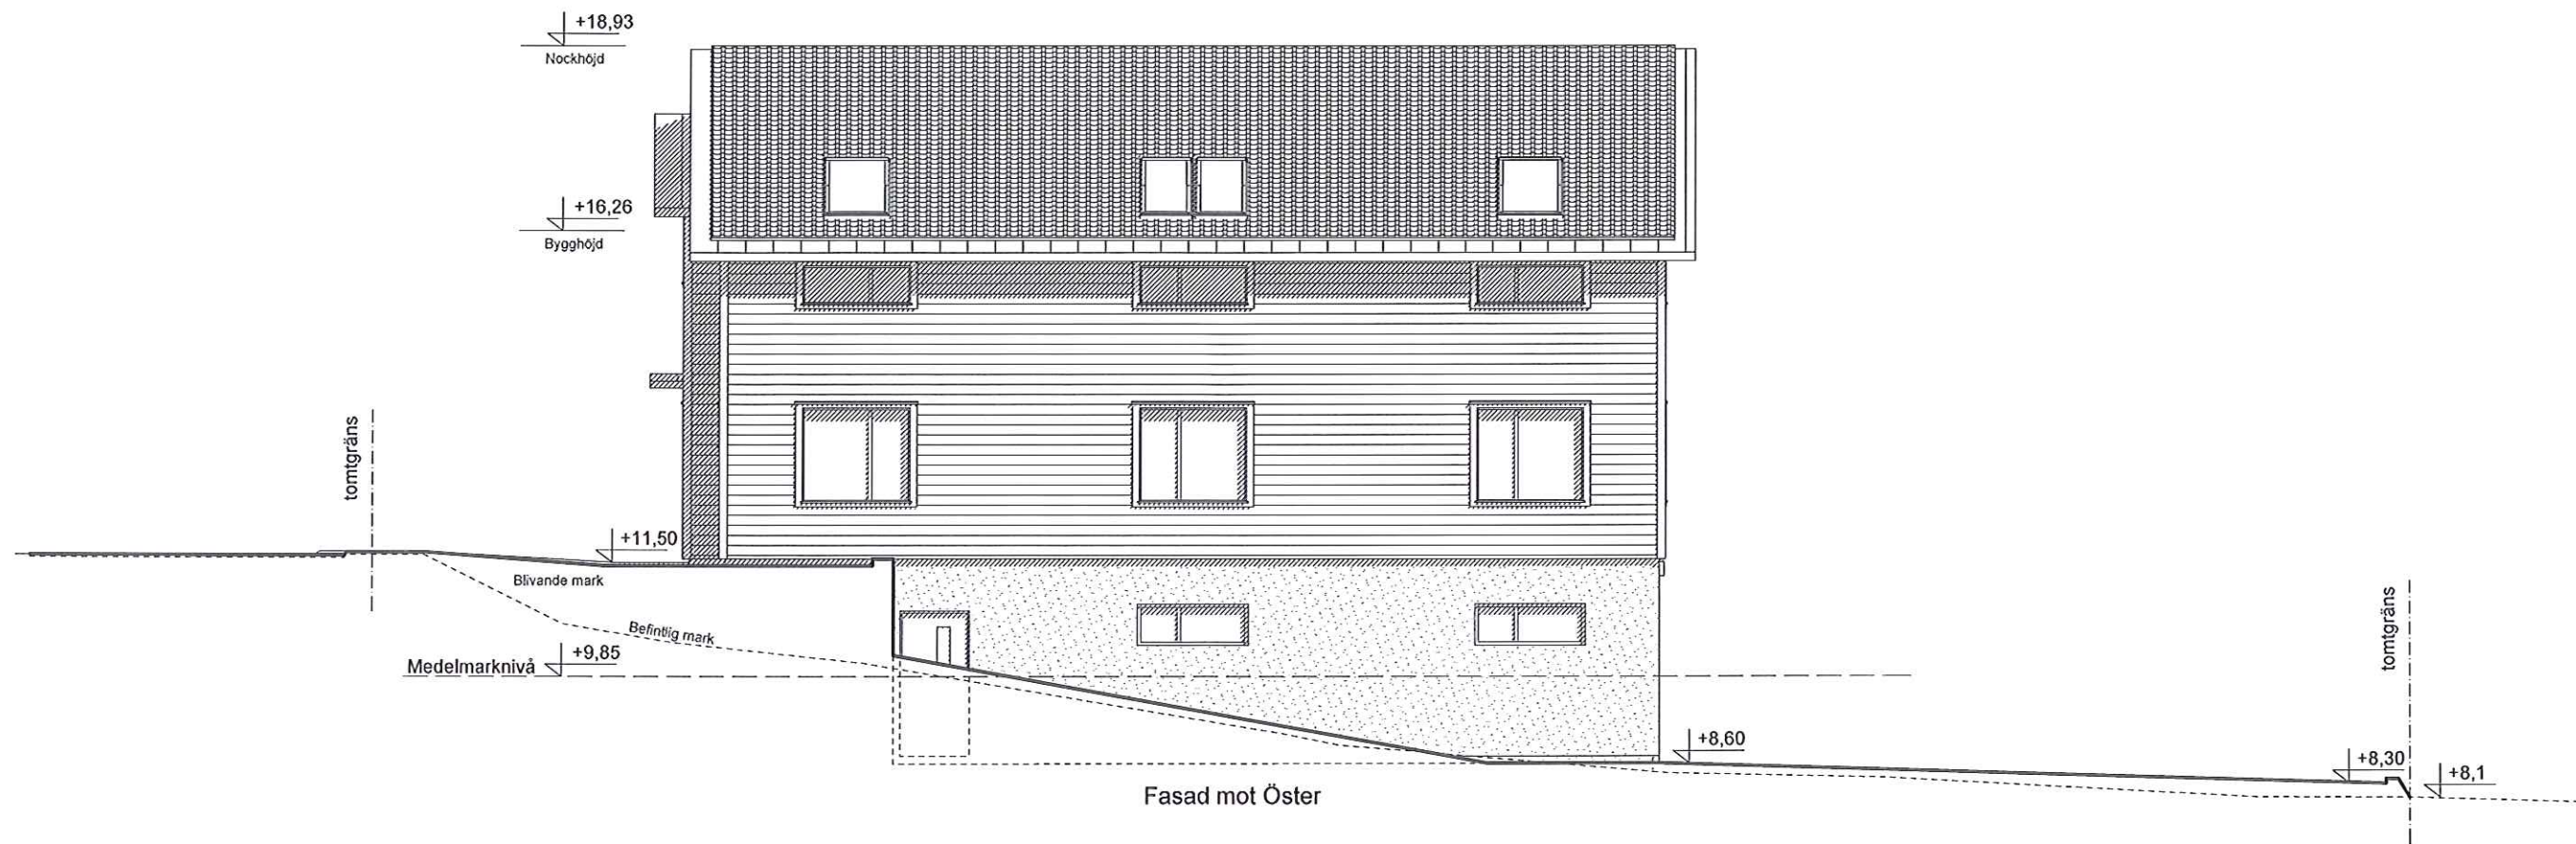 +18,93
Nockhöjd
+16,26
Bygghöjd
tomtgräns
+11,50
Blivande mark
Befintlig mark
Medelmarknivå +9,85
tomtgräns
+8,60
+8,30
+8,1
Fasad mot Öster